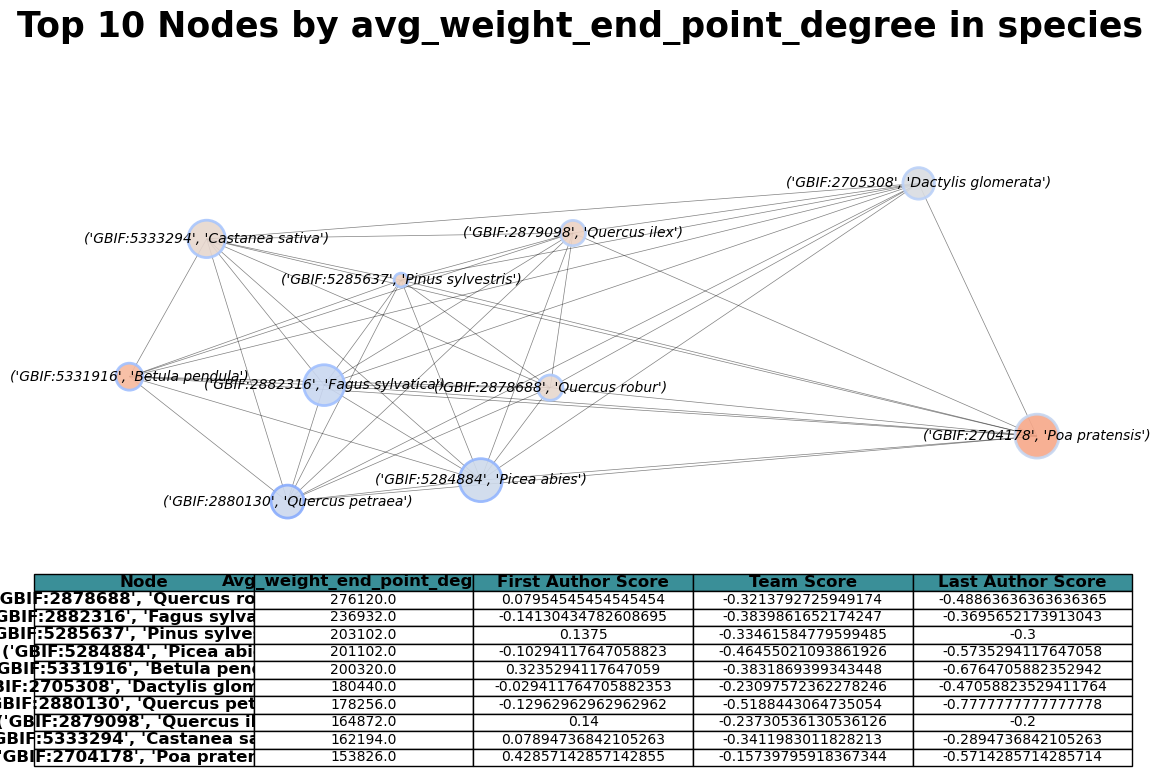 Top 10 Nodes by avg_weight_end_point_degree in species
('GBIF:2705308', 'Dactylis glomerata')
('GBIF:5333294', 'Castanea sativa')
('GBIF:2879098', 'Quercus ilex')
('GBIF:5285637', 'Pinus sylvestris')
('GBIF:5331916', 'Betula pendula')
('GBIF:2882316', 'Fagus sylvatica')
('GBIF:2878688', 'Quercus robur')
('GBIF:2704178', 'Poa pratensis')
('GBIF:5284884', 'Picea abies')
('GBIF:2880130', 'Quercus petraea')
Node Avg_weight_end_point_deg First Author Score Team Score Last Author Score
GBIF:2878688', 'Quercus ro 276120.0 0.07954545454545454 -0.3213792725949174 -0.48863636363636365
GBIF:2882316', 'Fagus sylva 236932.0 -0.14130434782608695 -0.3839861652174247 -0.3695652173913043
GBIF:5285637', 'Pinus sylves 203102.0 0.1375 -0.33461584779599485 -0.3
('GBIF:5284884', 'Picea abi 201102.0 -0.10294117647058823 -0.46455021093861926 -0.5735294117647058
GBIF:5331916', 'Betula pen 200320.0 0.3235294117647059 -0.3831869399343448 -0.6764705882352942
BIF:2705308', 'Dactylis glom 180440.0 -0.029411764705882353 -0.23097572362278246 -0.47058823529411764
GBIF:2880130', 'Quercus pet 178256.0 -0.12962962962962962 -0.5188443064735054 -0.7777777777777778
('GBIF:2879098', 'Quercus il 164872.0 0.14 -0.23730536130536126 -0.2
GBIF:5333294', 'Castanea sa 162194.0 0.07894736842105263 -0.3411983011828213 -0.2894736842105263
'GBIF:2704178', 'Poa praten 153826.0 0.42857142857142855 -0.15739795918367344 -0.5714285714285714